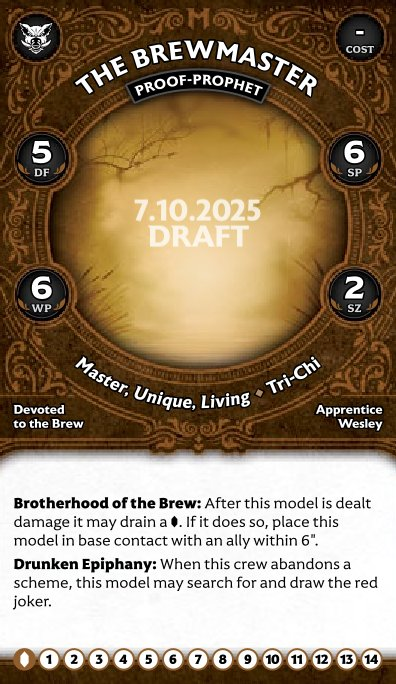 -
COST
THE BREWMASTER
PROOF-PROPHET
5
DF
6
SP
7.10.2025
DRAFT
6
WP
2
SZ
Master, Unique, Living ◆ Tri-Chi
Devoted
to the Brew
Apprentice
Wesley
Brotherhood of the Brew: After this model is dealt
damage it may drain a ⬮. If it does so, place this
model in base contact with an ally within 6".
Drunken Epiphany: When this crew abandons a
scheme, this model may search for and draw the red
joker.
1 2 3 4 5 6 7 8 9 10 11 12 13 14